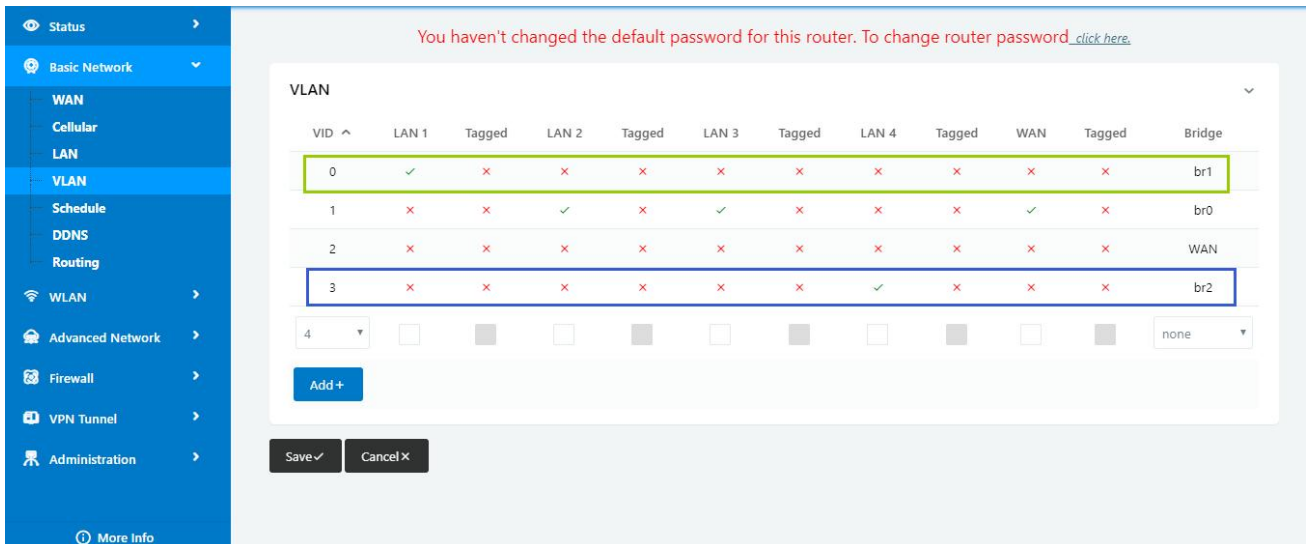 Status
You haven't changed the default password for this router. To change router password click here.
Basic Network
WAN
Cellular
LAN
VLAN
Schedule
DDNS
Routing
WLAN
Advanced Network
Firewall
VPN Tunnel
Administration
More Info
VLAN
VID LAN 1 Tagged LAN 2 Tagged LAN 3 Tagged LAN 4 Tagged WAN Tagged Bridge
0 ✓ × × × × × × × × × br1
1 × × ✓ × ✓ × × × ✓ × br0
2 × × × × × × × × × × WAN
3 × × × × × × ✓ × × × br2
4 none
Add +
Save ✓ Cancel ×